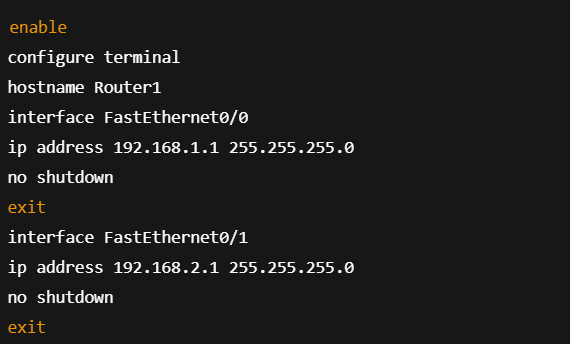 enable
configure terminal
hostname Router1
interface FastEthernet0/0
ip address 192.168.1.1 255.255.255.0
no shutdown
exit
interface FastEthernet0/1
ip address 192.168.2.1 255.255.255.0
no shutdown
exit